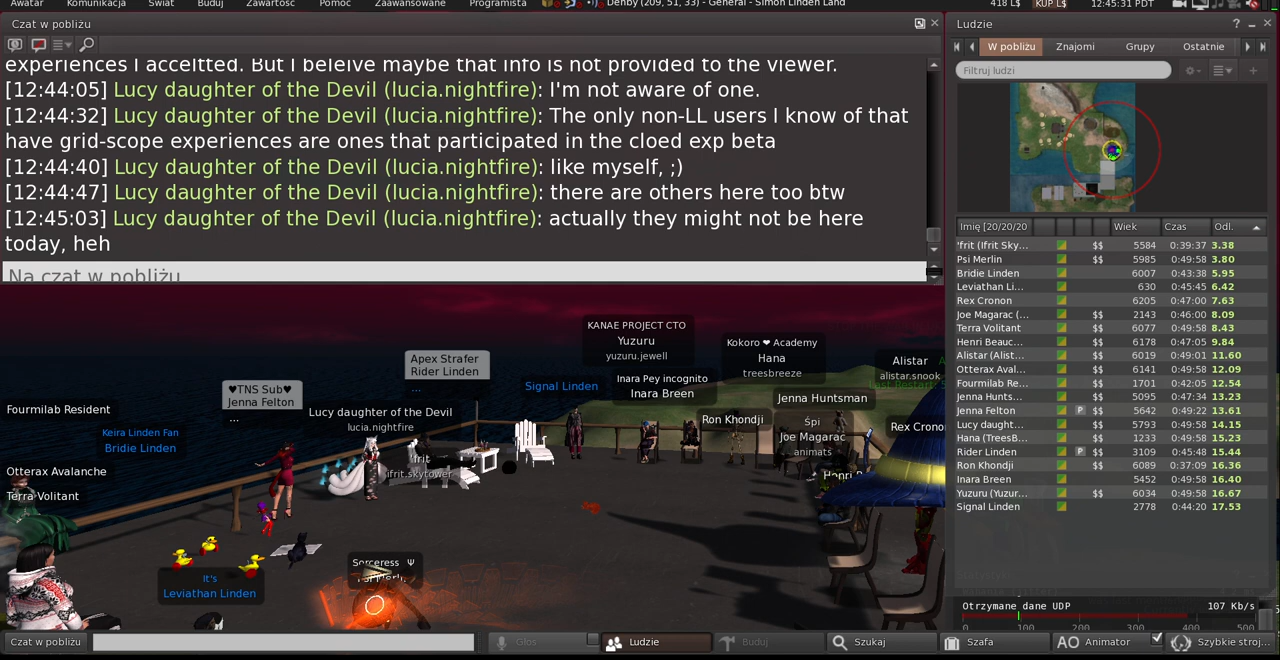 Awatar Komunikacja Świat Buduj Zawartość Pomoc Zaawansowane Programista Denby (209, 51, 33) - General - Simon Linden Land 418 L$ KUP L$ 12:45:31 PDT
Czat w pobliżu
experiences I acceltted. But I beleive maybe that info is not provided to the viewer.
[12:44:05] Lucy daughter of the Devil (lucia.nightfire): I'm not aware of one.
[12:44:32] Lucy daughter of the Devil (lucia.nightfire): The only non-LL users I know of that
have grid-scope experiences are ones that participated in the cloed exp beta
[12:44:40] Lucy daughter of the Devil (lucia.nightfire): like myself, ;)
[12:44:47] Lucy daughter of the Devil (lucia.nightfire): there are others here too btw
[12:45:03] Lucy daughter of the Devil (lucia.nightfire): actually they might not be here
today, heh
Na czat w pobliżu
KANAE PROJECT CTO
Yuzuru
yuzuru.jewell
Kokoro ❤ Academy
Hana
treesbreeze
Apex Strafer
Rider Linden
...
Alistar
alistar.snook
Signal Linden
Inara Pey incognito
Inara Breen
♥TNS Sub♥
Jenna Felton
...
Jenna Huntsman
Fourmilab Resident
Lucy daughter of the Devil
lucia.nightfire
Ron Khondji
Śpi
Joe Magarac
animats
Rex Crono
Keira Linden Fan
Bridie Linden
'frit
ifrit.skytower
Otterax Avalanche
Henri B
Terra Volitant
Sorceress Ψ
It's
Leviathan Linden
Ludzie
W pobliżu Znajomi Grupy Ostatnie
Filtruj ludzi
Imię [20/20/20 Wiek Czas Odl.
'frit (Ifrit Sky... $$ 5584 0:39:37 3.38
Psi Merlin $$ 5985 0:49:58 3.80
Bridie Linden 6007 0:43:38 5.95
Leviathan Li... 630 0:45:45 6.42
Rex Cronon 6205 0:47:00 7.63
Joe Magarac (... $$ 2143 0:46:00 8.09
Terra Volitant $$ 6077 0:49:58 8.43
Henri Beauc... $$ 6178 0:47:05 9.84
Alistar (Alist... $$ 6019 0:49:01 11.60
Otterax Aval... $$ 6141 0:49:58 12.09
Fourmilab Re... $$ 1701 0:42:05 12.54
Jenna Hunts... $$ 5095 0:47:34 13.23
Jenna Felton P $$ 5642 0:49:22 13.61
Lucy daught... $$ 5793 0:49:58 14.15
Hana (TreesB... $$ 1233 0:49:58 15.23
Rider Linden P $$ 3109 0:45:48 15.44
Ron Khondji $$ 6089 0:37:09 16.36
Inara Breen 5452 0:49:58 16.40
Yuzuru (Yuzur... $$ 6034 0:49:58 16.67
Signal Linden 2778 0:44:20 17.53
Otrzymane dane UDP 107 Kb/s
0 100 200 300 400 500
Czat w pobliżu Głos Ludzie Buduj Szukaj Szafa AO Animator Szybkie stroj...